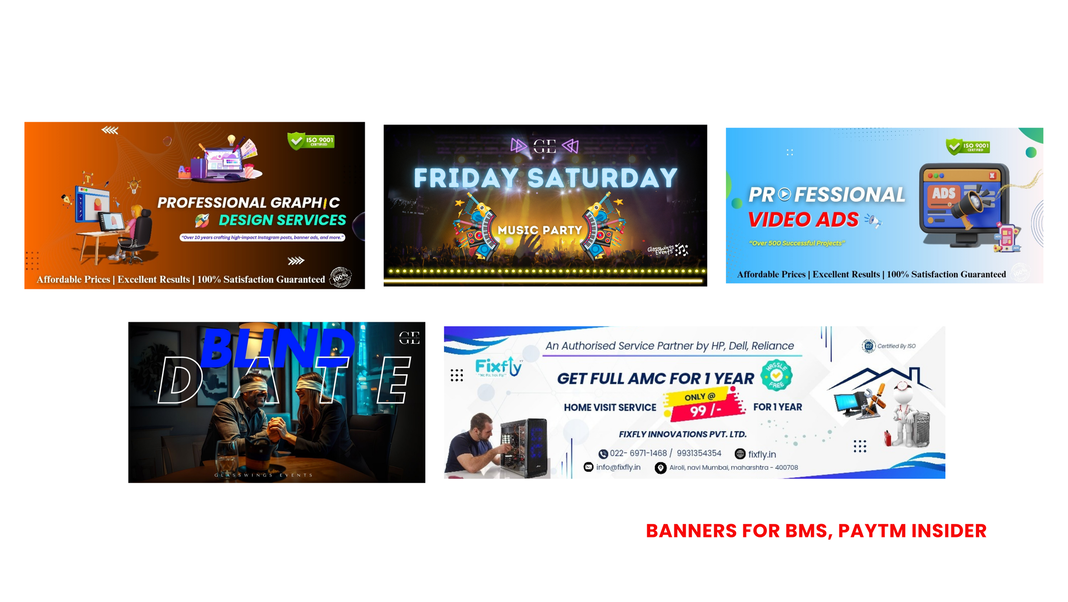 ISO 9001
CERTIFIED
PROFESSIONAL GRAPHIC
DESIGN SERVICES
"Over 10 years crafting high-impact Instagram posts, banner ads, and more."
Affordable Prices | Excellent Results | 100% Satisfaction Guaranteed
100%
GE
FRIDAY SATURDAY
MUSIC PARTY
Glasswings Events
ISO 9001
CERTIFIED
PROFESSIONAL
VIDEO ADS
ADS
"Over 500 Successful Projects"
Affordable Prices | Excellent Results | 100% Satisfaction Guaranteed
BLIND
DATE
GE
GLASSWINGS EVENTS
An Authorised Service Partner by HP, Dell, Reliance
Certified By ISO
Fixfly
GET FULL AMC FOR 1 YEAR
HASSLE FREE
HOME VISIT SERVICE
ONLY @
99 /-
FOR 1 YEAR
FIXFLY INNOVATIONS PVT. LTD.
022- 6971-1468 / 9931354354
fixfly.in
info@fixfly.in
Airoli, navi Mumbai, maharshtra - 400708
BANNERS FOR BMS, PAYTM INSIDER